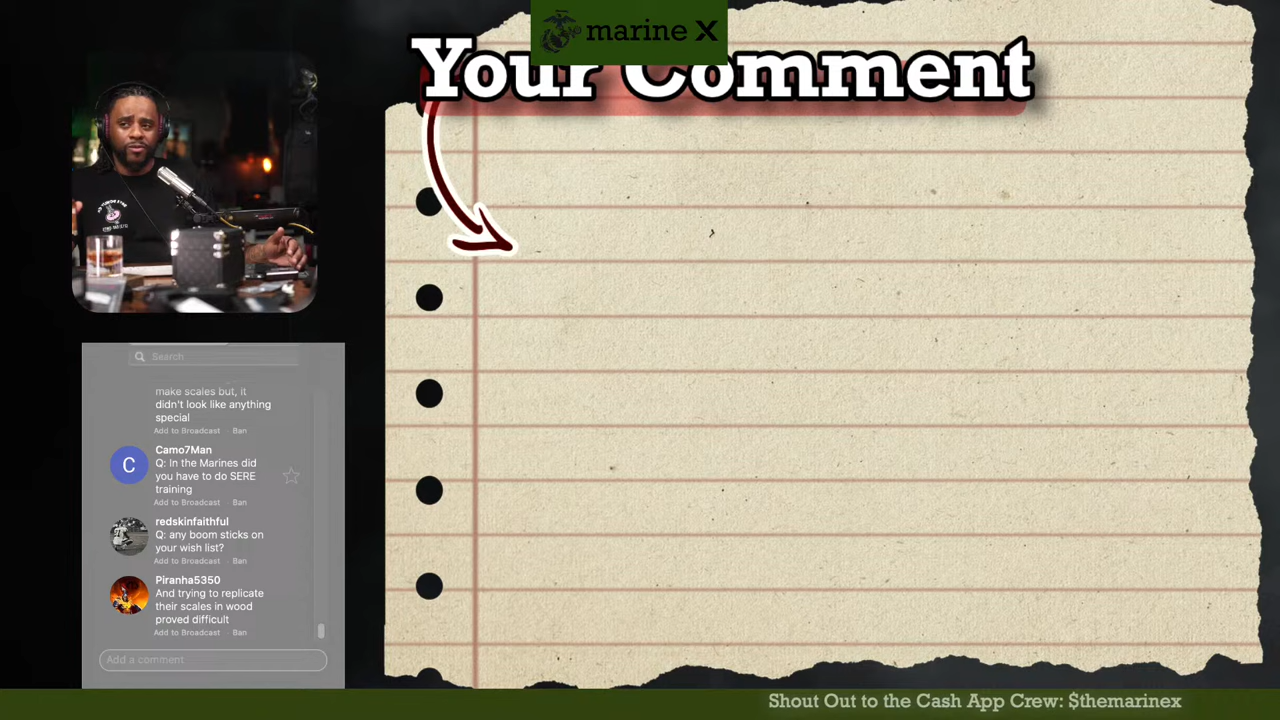 marine X
Your Comment
Search
make scales but, it
didn't look like anything
special
Add to Broadcast · Ban
Camo7Man
C
Q: In the Marines did
you have to do SERE
training
Add to Broadcast · Ban
redskinfaithful
Q: any boom sticks on
your wish list?
Add to Broadcast · Ban
Piranha5350
And trying to replicate
their scales in wood
proved difficult
Add to Broadcast · Ban
Add a comment
Shout Out to the Cash App Crew: $themarinex